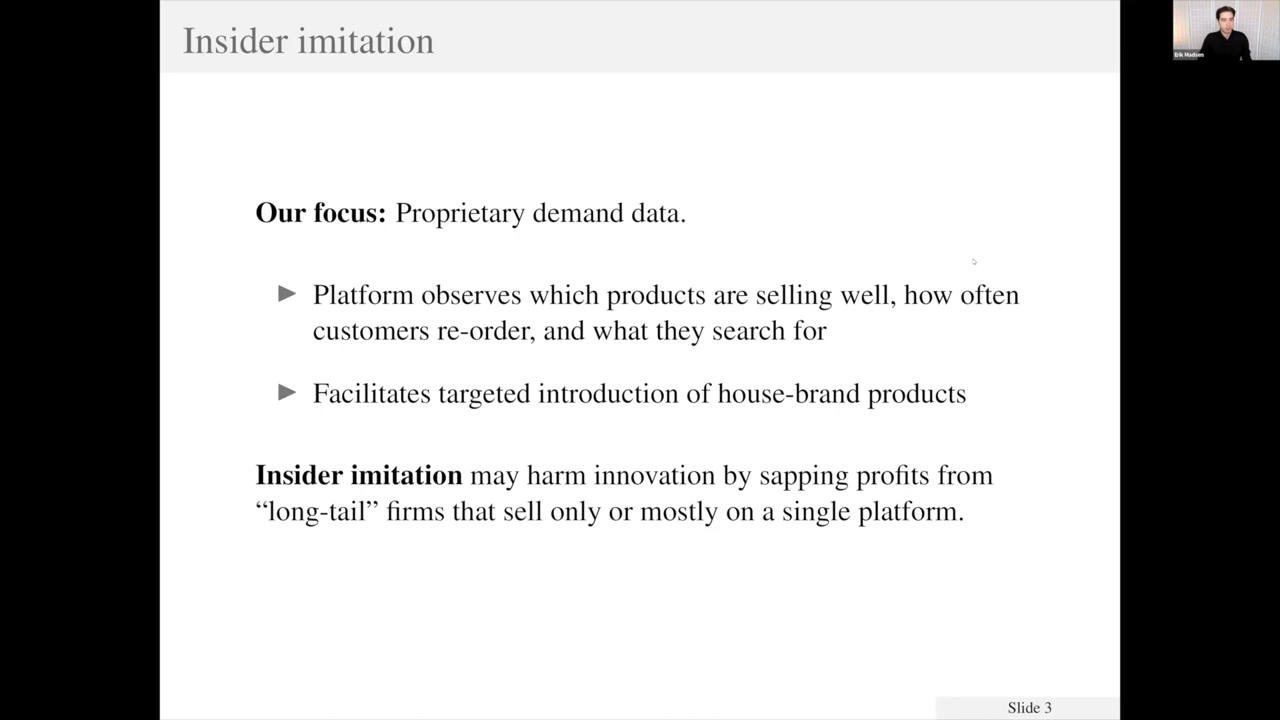 Insider imitation
Erik Madsen
Our focus: Proprietary demand data.
Platform observes which products are selling well, how often
customers re-order, and what they search for
Facilitates targeted introduction of house-brand products
Insider imitation may harm innovation by sapping profits from
“long-tail” firms that sell only or mostly on a single platform.
Slide 3